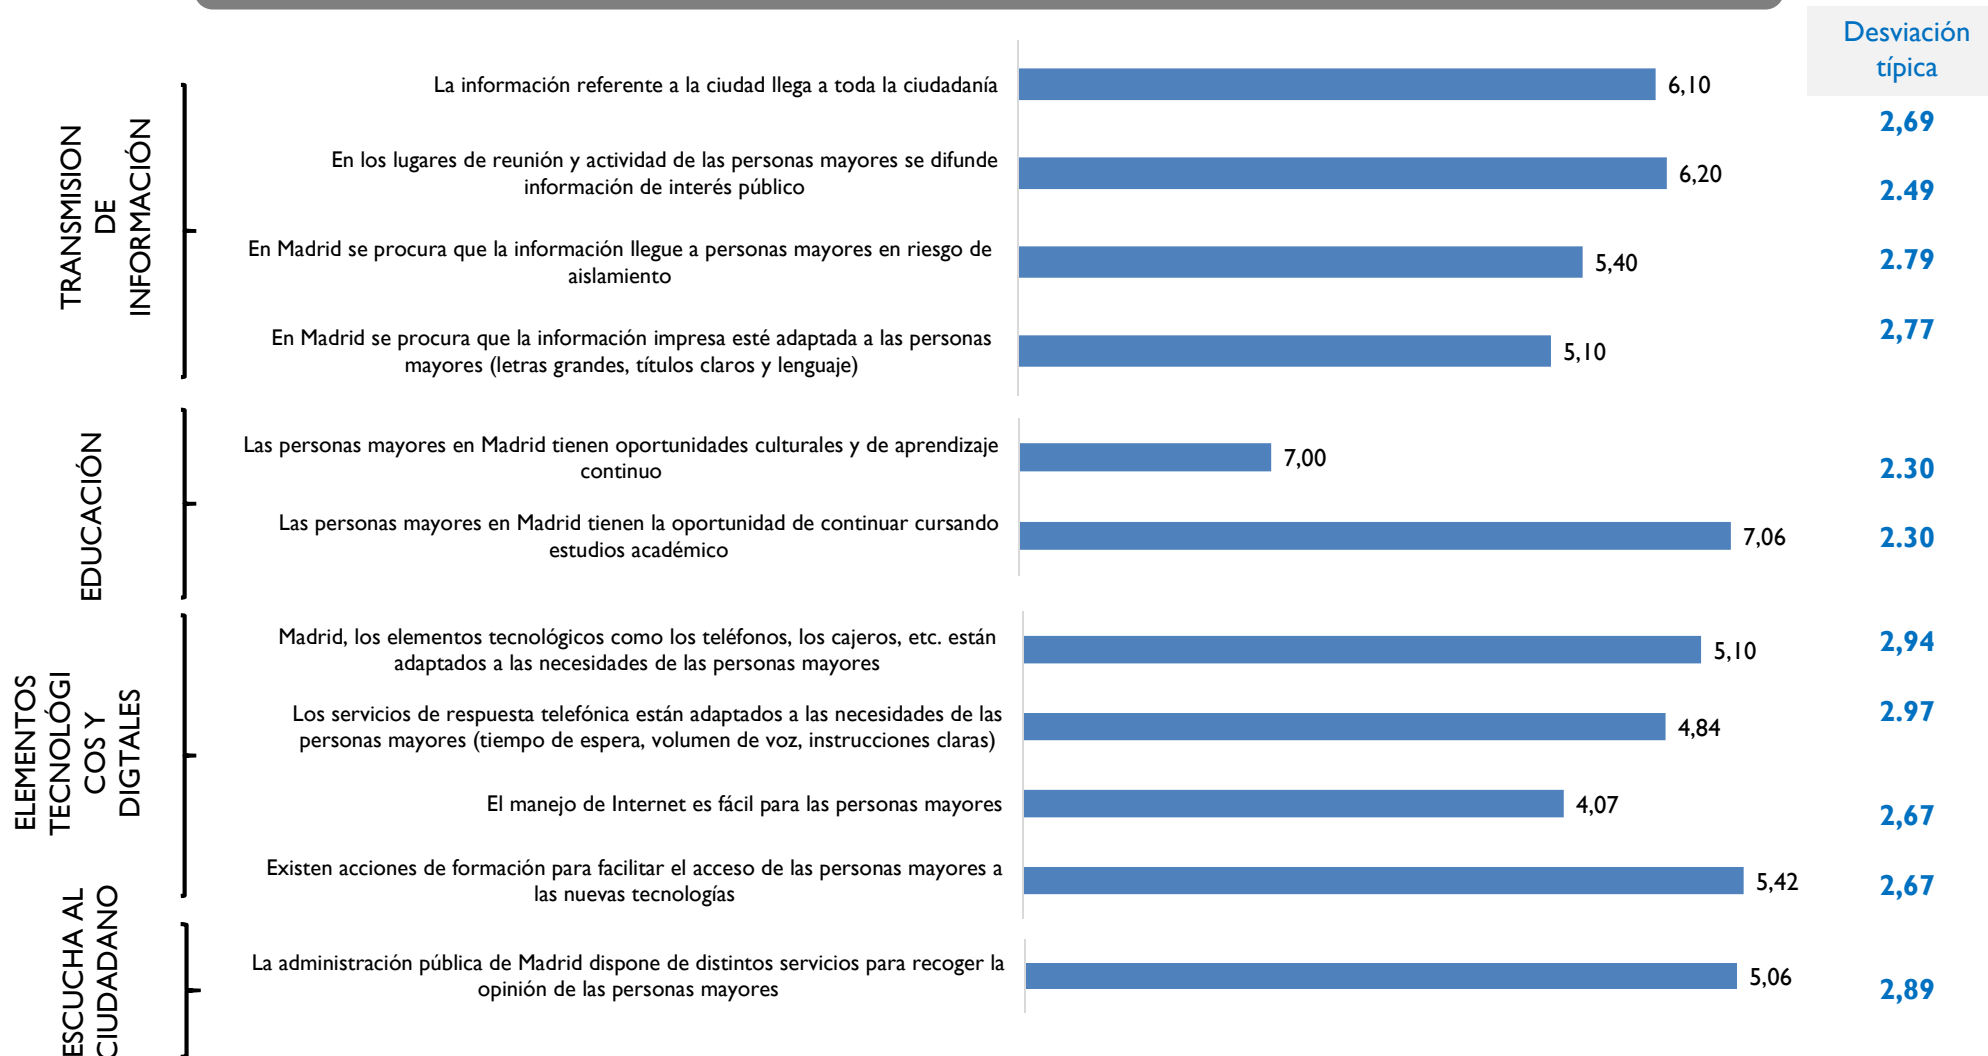 Desviación
típica
TRANSMISION
DE
INFORMACIÓN
La información referente a la ciudad llega a toda la ciudadanía
6,10
2,69
En los lugares de reunión y actividad de las personas mayores se difunde
información de interés público
6,20
2.49
En Madrid se procura que la información llegue a personas mayores en riesgo de
aislamiento
5,40
2.79
En Madrid se procura que la información impresa esté adaptada a las personas
mayores (letras grandes, títulos claros y lenguaje)
5,10
2,77
EDUCACIÓN
Las personas mayores en Madrid tienen oportunidades culturales y de aprendizaje
continuo
7,00
2.30
Las personas mayores en Madrid tienen la oportunidad de continuar cursando
estudios académico
7,06
2.30
ELEMENTOS
TECNOLÓGI
COS Y
DIGTALES
Madrid, los elementos tecnológicos como los teléfonos, los cajeros, etc. están
adaptados a las necesidades de las personas mayores
5,10
2,94
Los servicios de respuesta telefónica están adaptados a las necesidades de las
personas mayores (tiempo de espera, volumen de voz, instrucciones claras)
4,84
2.97
El manejo de Internet es fácil para las personas mayores
4,07
2,67
Existen acciones de formación para facilitar el acceso de las personas mayores a
las nuevas tecnologías
5,42
2,67
ESCUCHA AL
CIUDADANO
La administración pública de Madrid dispone de distintos servicios para recoger la
opinión de las personas mayores
5,06
2,89